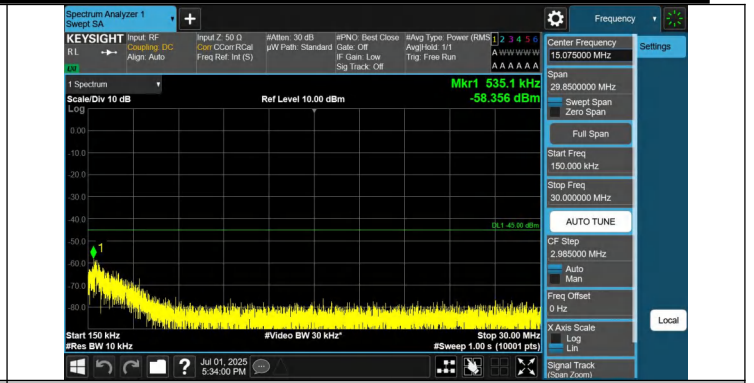 Spectrum Analyzer 1
Swept SA
+
Frequency
KEYSIGHT
RL
LXI
Input: RF
Coupling: DC
Align: Auto
Input Z: 50 Ω
Corr CCorr RCal
Freq Ref: Int (S)
#Atten: 30 dB
µW Path: Standard
#PNO: Best Close
Gate: Off
IF Gain: Low
Sig Track: Off
#Avg Type: Power (RMS
Avg|Hold: 1/1
Trig: Free Run
1 2 3 4 5 6
A W W W W W
A A A A A A
1 Spectrum
Mkr1 535.1 kHz
-58.356 dBm
Scale/Div 10 dB
Ref Level 10.00 dBm
Log
0.00
-10.0
-20.0
-30.0
-40.0
-50.0
-60.0
-70.0
-80.0
DL1 -45.00 dBm
1
Start 150 kHz
#Video BW 30 kHz*
Stop 30.00 MHz
#Res BW 10 kHz
#Sweep 1.00 s (10001 pts)
?
Jul 01, 2025
5:34:00 PM
Center Frequency
15.075000 MHz
Settings
Span
29.8500000 MHz
Swept Span
Zero Span
Full Span
Start Freq
150.000 kHz
Stop Freq
30.000000 MHz
AUTO TUNE
CF Step
2.985000 MHz
Auto
Man
Freq Offset
0 Hz
X Axis Scale
Log
Lin
Local
Signal Track
(Span Zoom)